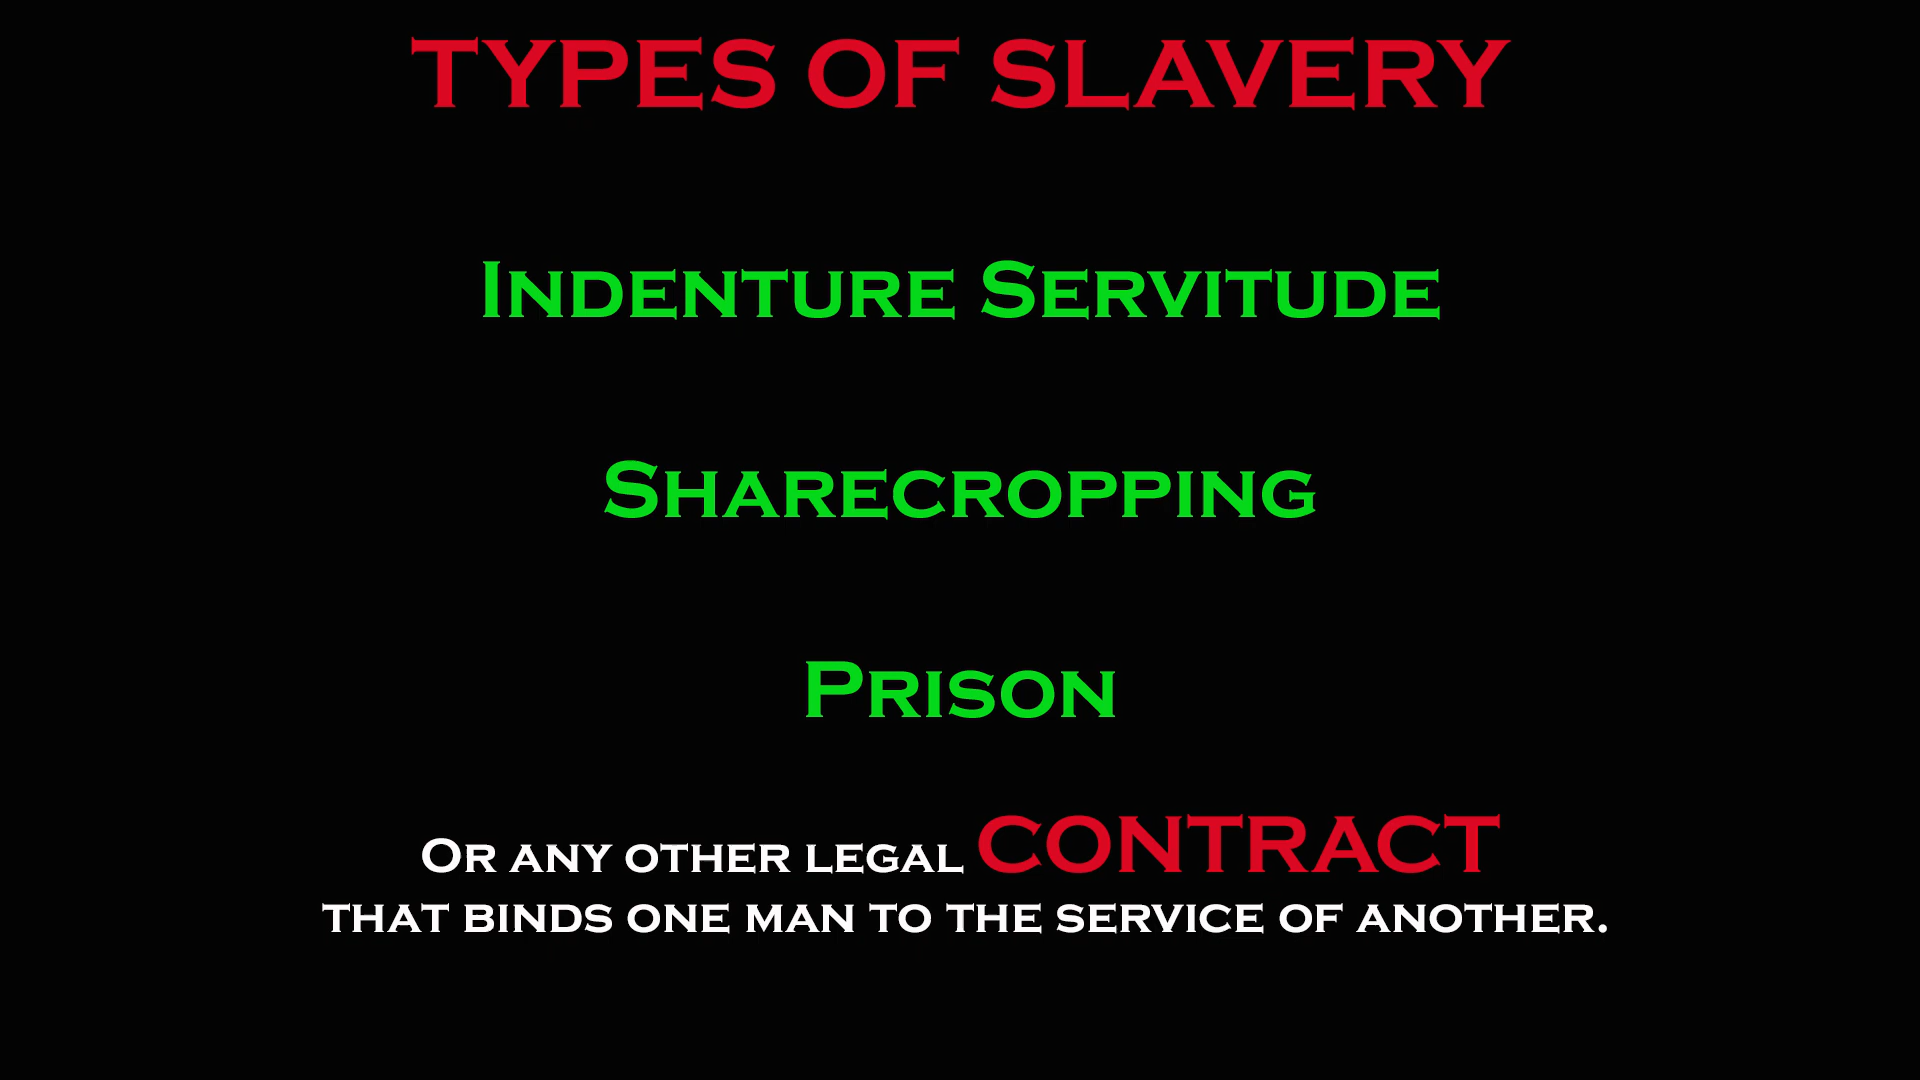 TYPES OF SLAVERY
Indenture Servitude
Sharecropping
Prison
Or any other legal CONTRACT
that binds one man to the service of another.